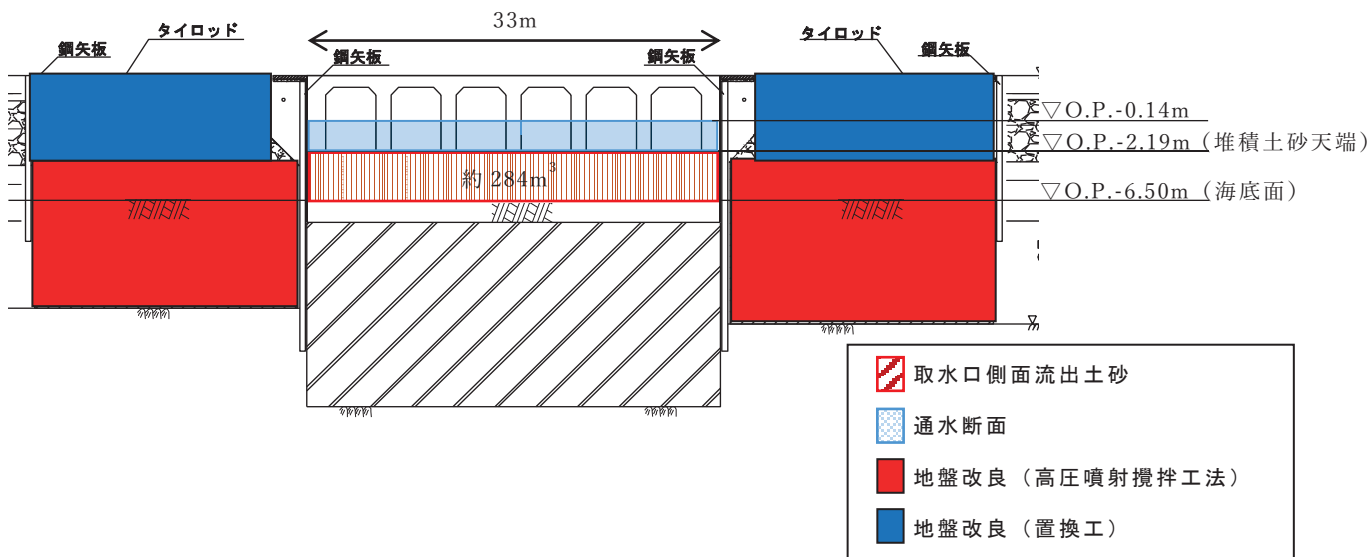 33m
鋼矢板
タイロッド
鋼矢板
鋼矢板
タイロッド
鋼矢板
▽O.P.-0.14m
▽O.P.-2.19m（堆積土砂天端）
約 284m³
▽O.P.-6.50m（海底面）
取水口側面流出土砂
通水断面
地盤改良（高圧噴射攪拌工法）
地盤改良（置換工）